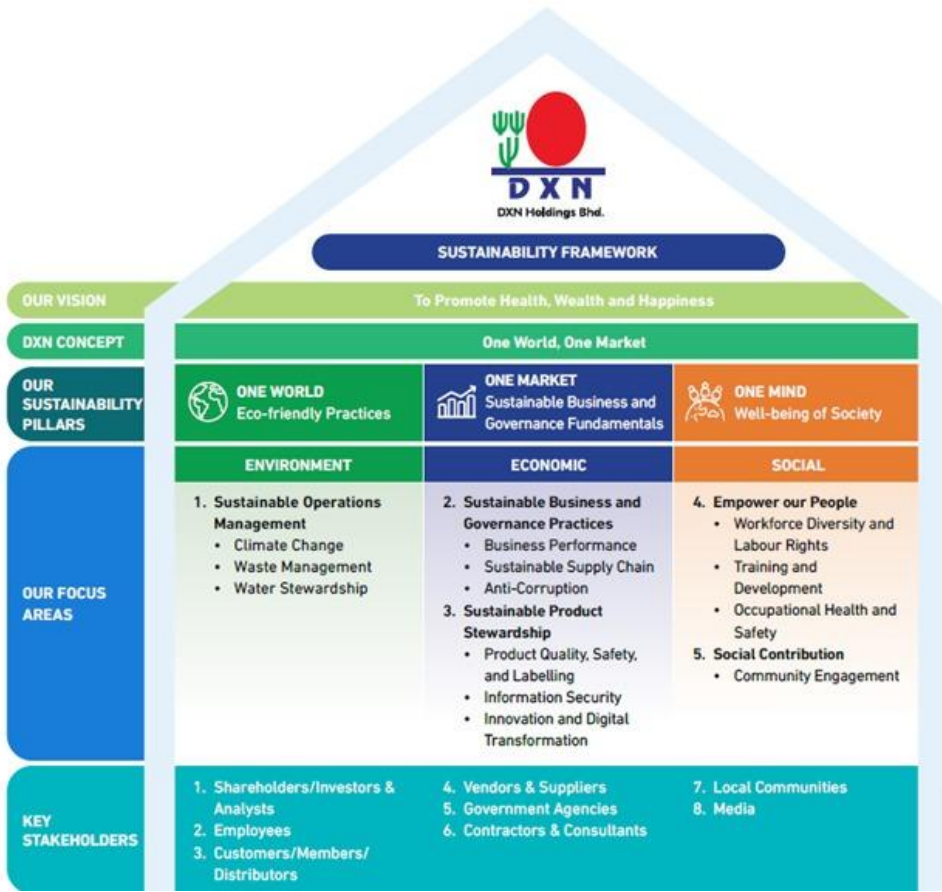 DXN
DXN Holdings Bhd.
SUSTAINABILITY FRAMEWORK
OUR VISION
To Promote Health, Wealth and Happiness
DXN CONCEPT
One World, One Market
OUR
SUSTAINABILITY
PILLARS
ONE WORLD
Eco-friendly Practices
ONE MARKET
Sustainable Business and
Governance Fundamentals
ONE MIND
Well-being of Society
OUR FOCUS
AREAS
ENVIRONMENT
1. Sustainable Operations
Management
• Climate Change
• Waste Management
• Water Stewardship
ECONOMIC
2. Sustainable Business and
Governance Practices
• Business Performance
• Sustainable Supply Chain
• Anti-Corruption
3. Sustainable Product
Stewardship
• Product Quality, Safety,
and Labelling
• Information Security
• Innovation and Digital
Transformation
SOCIAL
4. Empower our People
• Workforce Diversity and
Labour Rights
• Training and
Development
• Occupational Health and
Safety
5. Social Contribution
• Community Engagement
KEY
STAKEHOLDERS
1. Shareholders/Investors &
Analysts
2. Employees
3. Customers/Members/
Distributors
4. Vendors & Suppliers
5. Government Agencies
6. Contractors & Consultants
7. Local Communities
8. Media